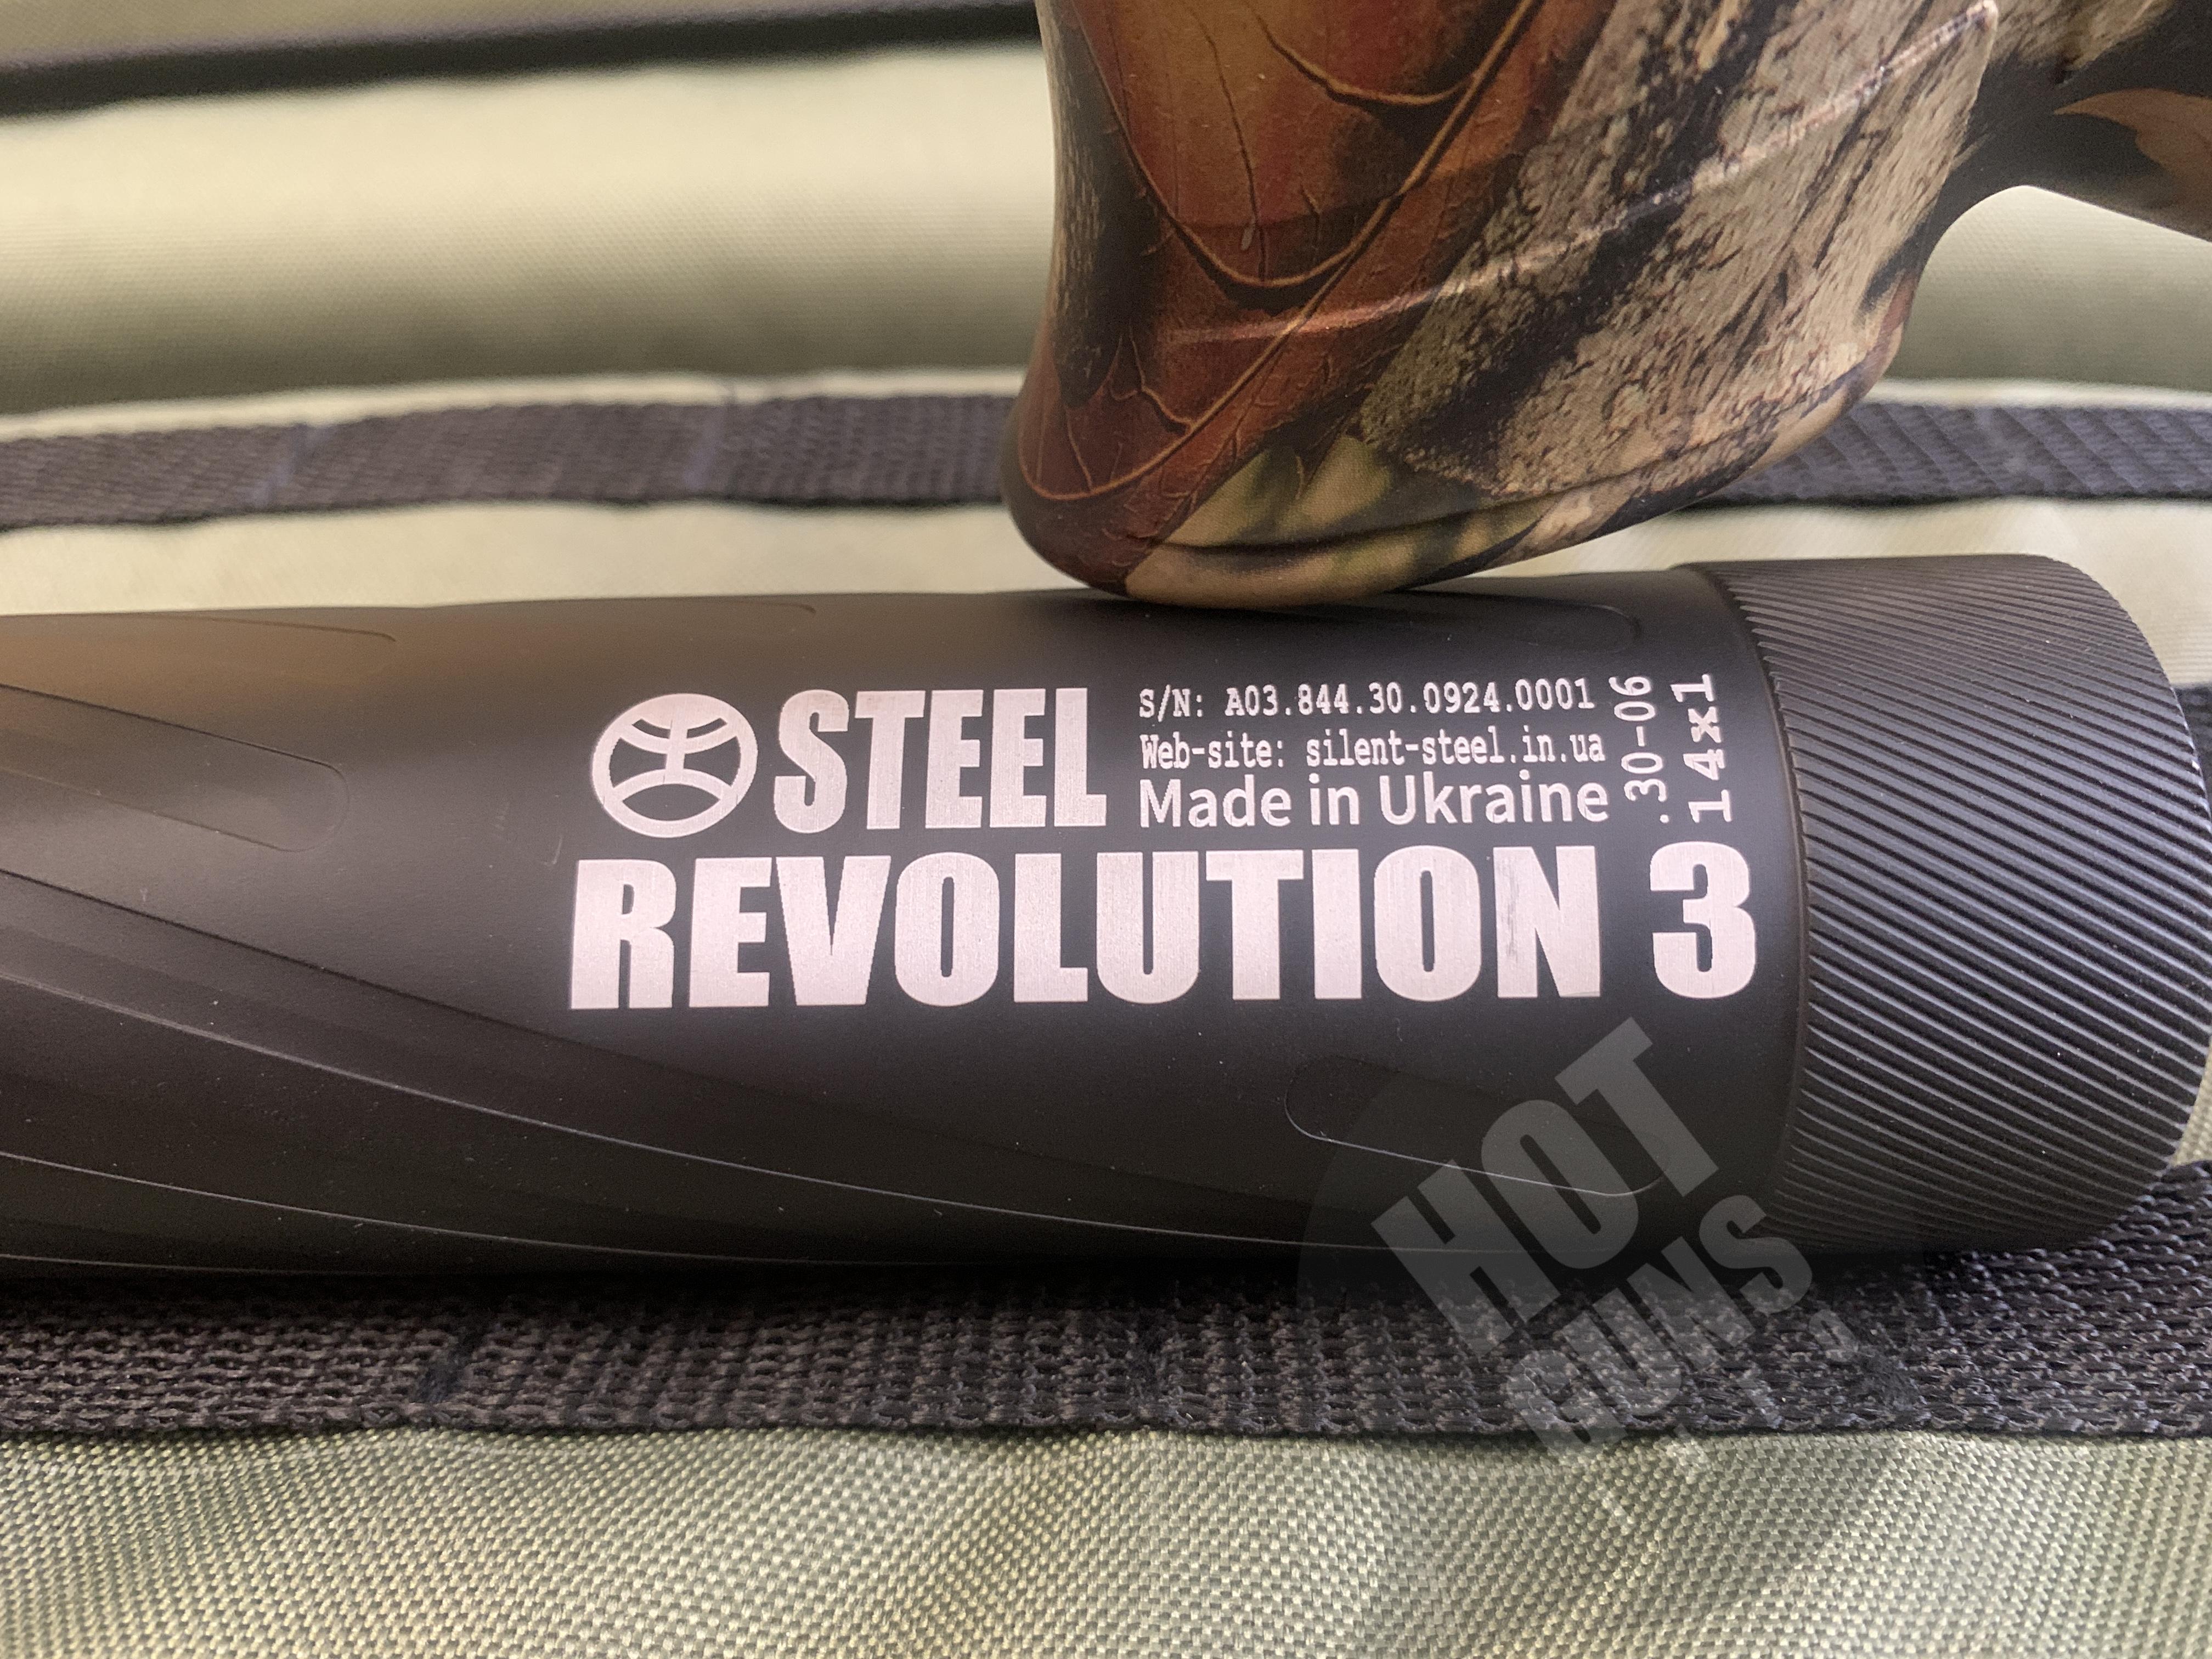 STEEL
S/N: A03.844.30.0924.0001
Web-site: silent-steel.in.ua
Made in Ukraine
.30-06
14x1
REVOLUTION 3
HOT
GUNS